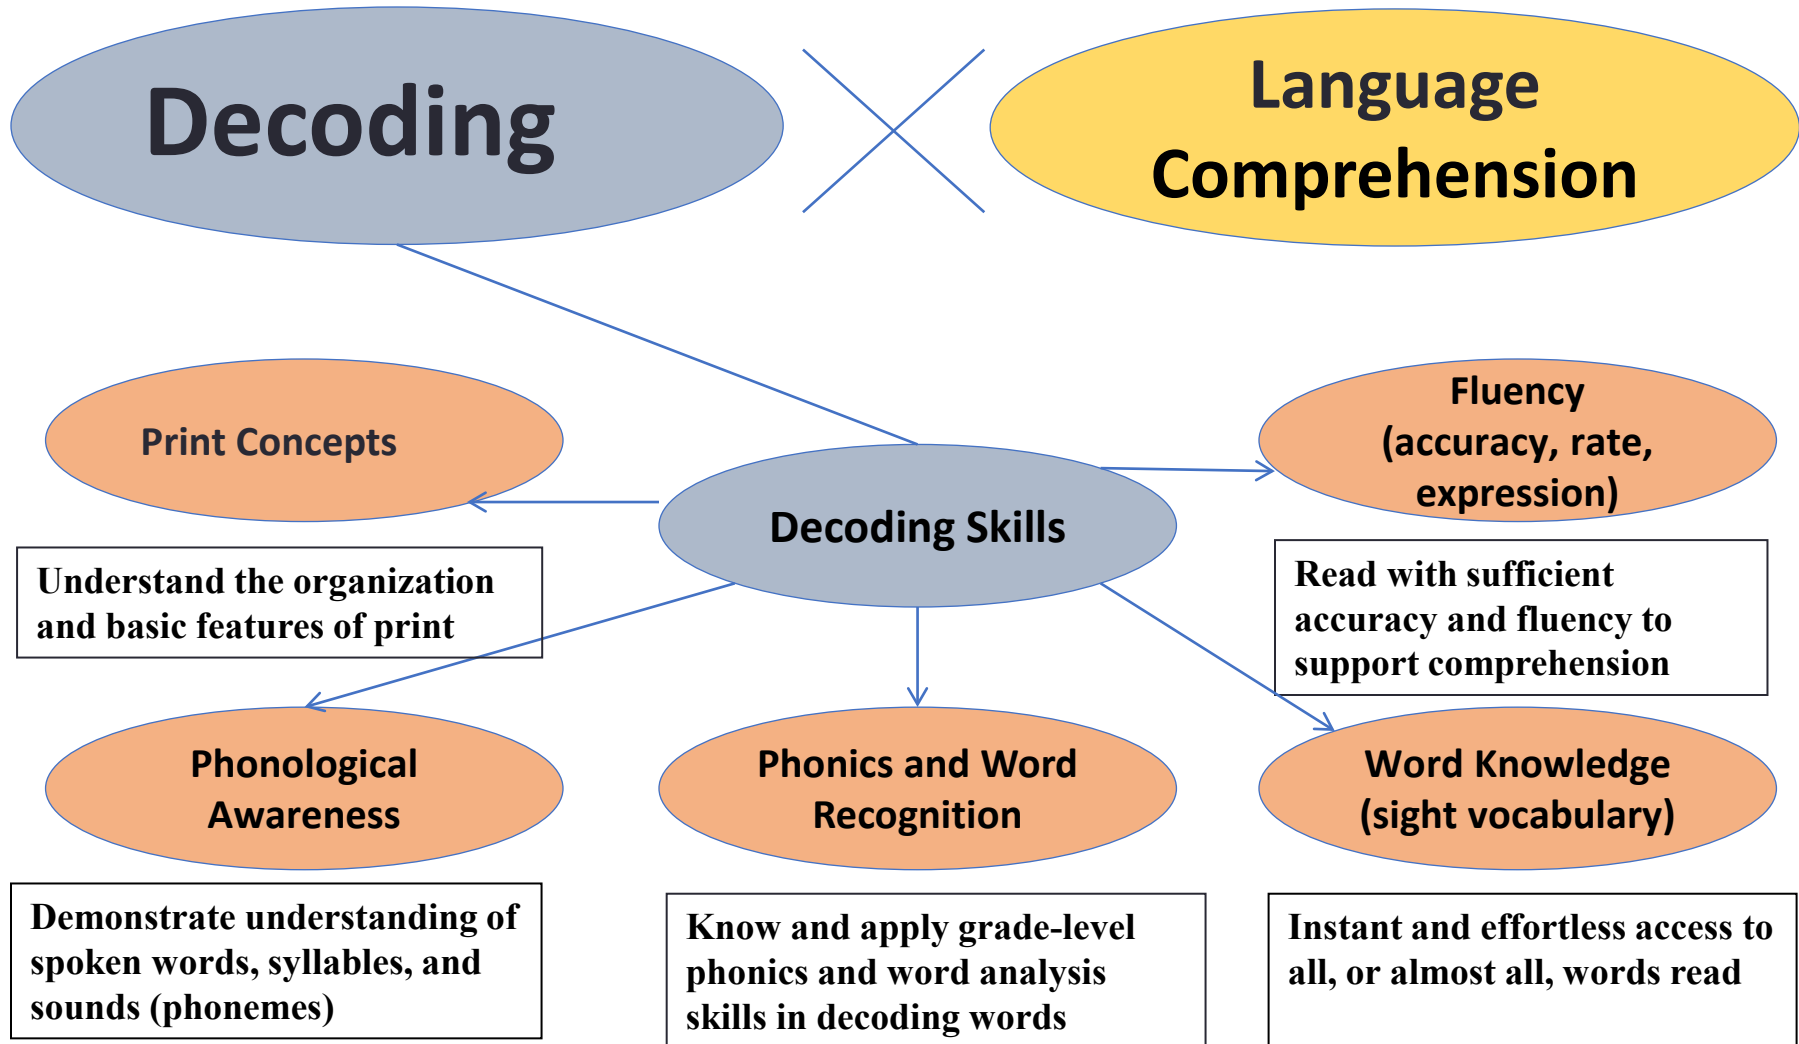 Decoding
Language
Comprehension
Print Concepts
Fluency
(accuracy, rate,
expression)
Decoding Skills
Understand the organization
and basic features of print
Read with sufficient
accuracy and fluency to
support comprehension
Phonological
Awareness
Phonics and Word
Recognition
Word Knowledge
(sight vocabulary)
Demonstrate understanding of
spoken words, syllables, and
sounds (phonemes)
Know and apply grade-level
phonics and word analysis
skills in decoding words
Instant and effortless access to
all, or almost all, words read